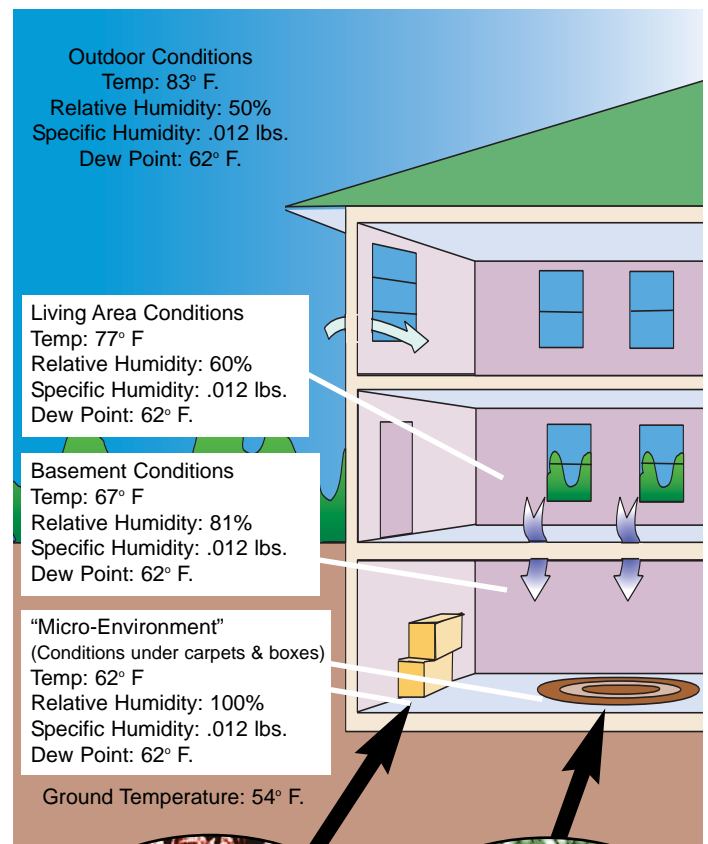 Outdoor Conditions
Temp: 83° F.
Relative Humidity: 50%
Specific Humidity: .012 lbs.
Dew Point: 62° F.
Living Area Conditions
Temp: 77° F
Relative Humidity: 60%
Specific Humidity: .012 lbs.
Dew Point: 62° F.
Basement Conditions
Temp: 67° F
Relative Humidity: 81%
Specific Humidity: .012 lbs.
Dew Point: 62° F.
“Micro-Environment”
(Conditions under carpets & boxes)
Temp: 62° F
Relative Humidity: 100%
Specific Humidity: .012 lbs.
Dew Point: 62° F.
Ground Temperature: 54° F.